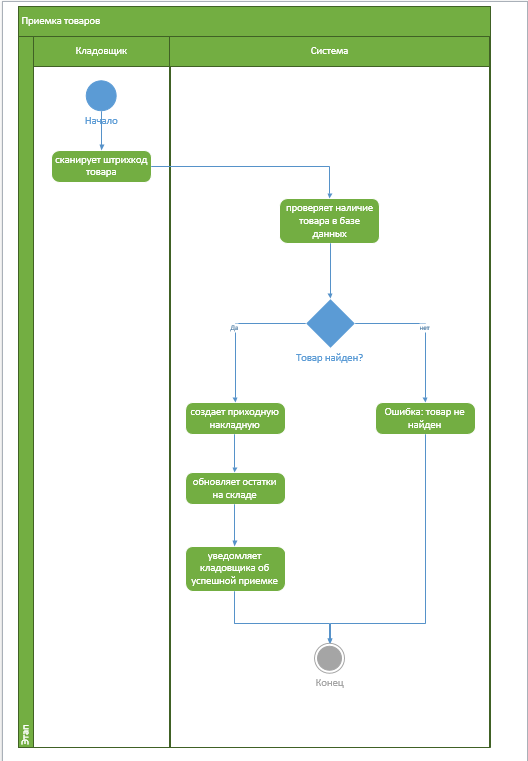 Приемка товаров
Кладовщик
Система
Начало
сканирует штрихкод
товара
проверяет наличие
товара в базе
данных
Да
нет
Товар найден?
создает приходную
накладную
Ошибка: товар не
найден
обновляет остатки
на складе
уведомляет
кладовщика об
успешной приемке
Конец
Этап